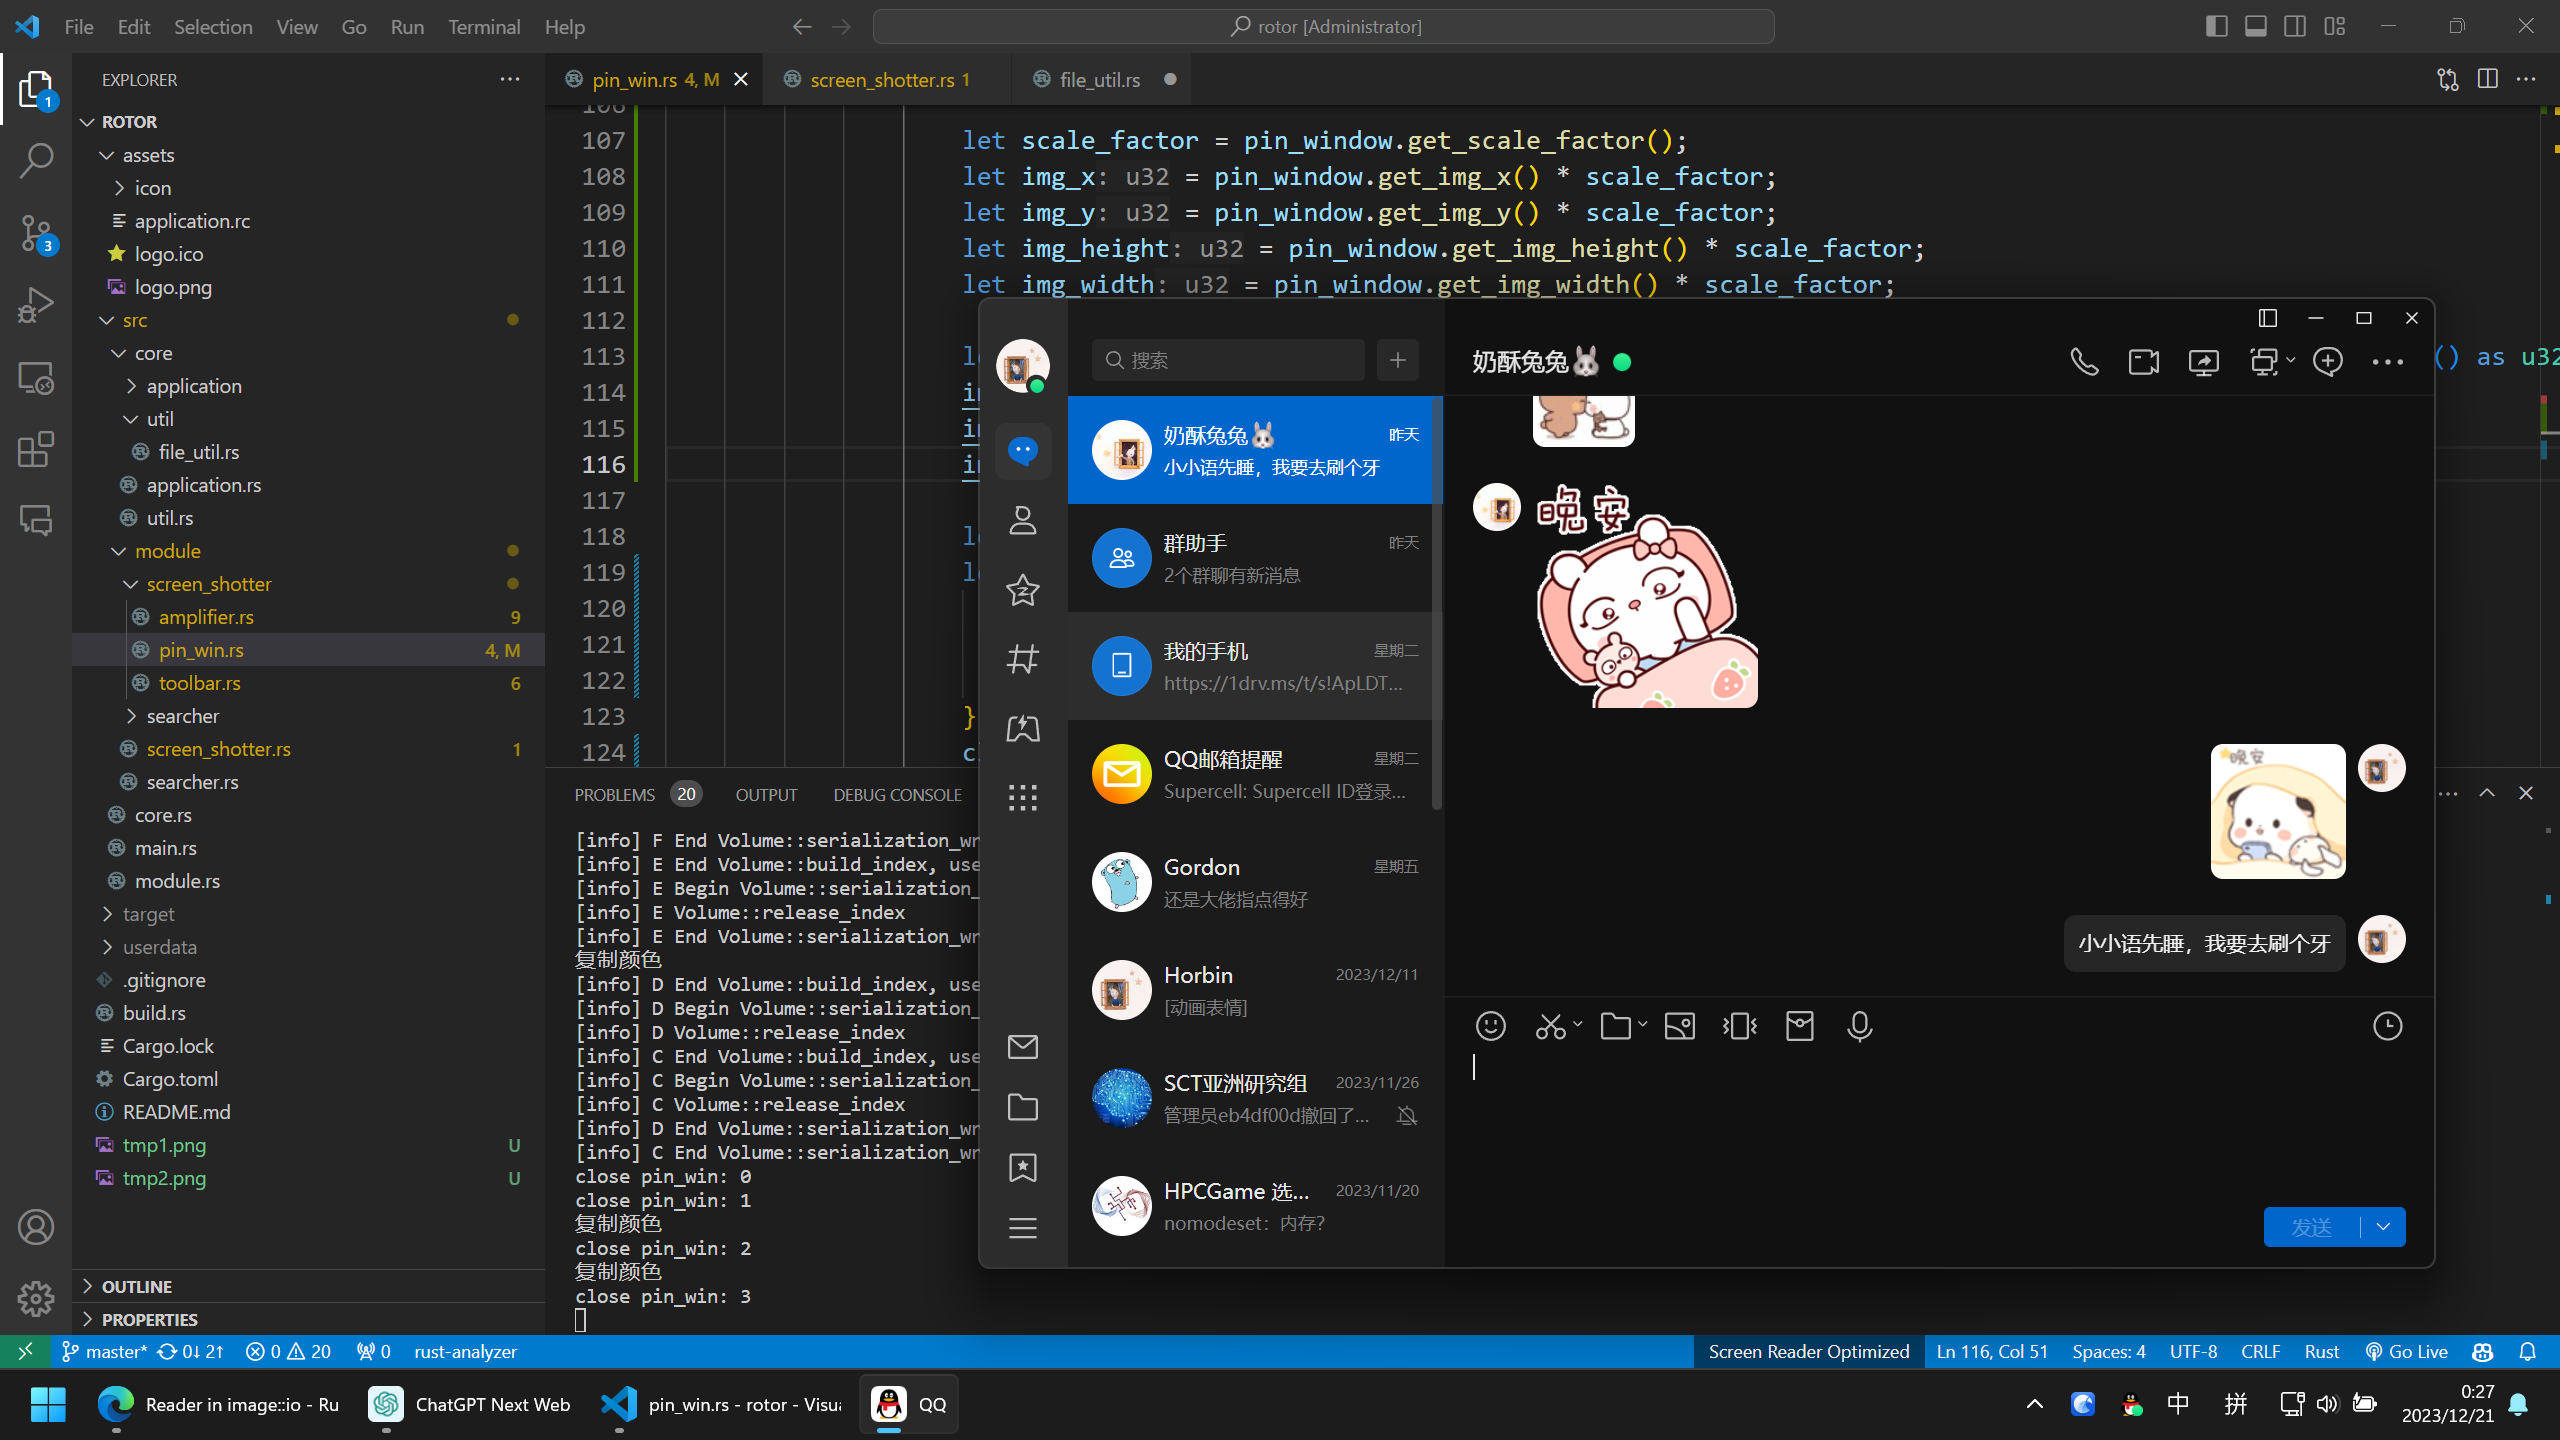 File Edit Selection View Go Run Terminal Help
rotor [Administrator]
EXPLORER
ROTOR
assets
icon
application.rc
logo.ico
logo.png
src
core
application
util
file_util.rs
application.rs
util.rs
module
screen_shotter
amplifier.rs 9
pin_win.rs 4, M
toolbar.rs 6
searcher
screen_shotter.rs 1
searcher.rs
core.rs
main.rs
module.rs
target
userdata
.gitignore
build.rs
Cargo.lock
Cargo.toml
README.md
tmp1.png U
tmp2.png U
OUTLINE
PROPERTIES
1
3
pin_win.rs 4, M
screen_shotter.rs 1
file_util.rs
106
107 let scale_factor = pin_window.get_scale_factor();
108 let img_x: u32 = pin_window.get_img_x() * scale_factor;
109 let img_y: u32 = pin_window.get_img_y() * scale_factor;
110 let img_height: u32 = pin_window.get_img_height() * scale_factor;
111 let img_width: u32 = pin_window.get_img_width() * scale_factor;
112
113 () as u32
114
115
116
117
118
119
120
121
122
123 }
124
PROBLEMS 20 OUTPUT DEBUG CONSOLE
[info] F End Volume::serialization_wr
[info] E End Volume::build_index, use
[info] E Begin Volume::serialization_
[info] E Volume::release_index
[info] E End Volume::serialization_wr
复制颜色
[info] D End Volume::build_index, use
[info] D Begin Volume::serialization_
[info] D Volume::release_index
[info] C End Volume::build_index, use
[info] C Begin Volume::serialization_
[info] C Volume::release_index
[info] D End Volume::serialization_wr
[info] C End Volume::serialization_wr
close pin_win: 0
close pin_win: 1
复制颜色
close pin_win: 2
复制颜色
close pin_win: 3
搜索
奶酥兔兔🐰 昨天
小小语先睡，我要去刷个牙
群助手 昨天
2个群聊有新消息
我的手机 星期二
https://1drv.ms/t/s!ApLDT...
QQ邮箱提醒 星期二
Supercell: Supercell ID登录...
Gordon 星期五
还是大佬指点得好
Horbin 2023/12/11
[动画表情]
SCT亚洲研究组 2023/11/26
管理员eb4df00d撤回了...
HPCGame 选... 2023/11/20
nomodeset：内存?
奶酥兔兔🐰
晚安
晚安
小小语先睡，我要去刷个牙
发送
master* 0↓ 2↑ 0 20 0 rust-analyzer
Screen Reader Optimized Ln 116, Col 51 Spaces: 4 UTF-8 CRLF Rust Go Live
Reader in image::io - Ru
ChatGPT Next Web
pin_win.rs - rotor - Visua
QQ
中 拼
0:27
2023/12/21